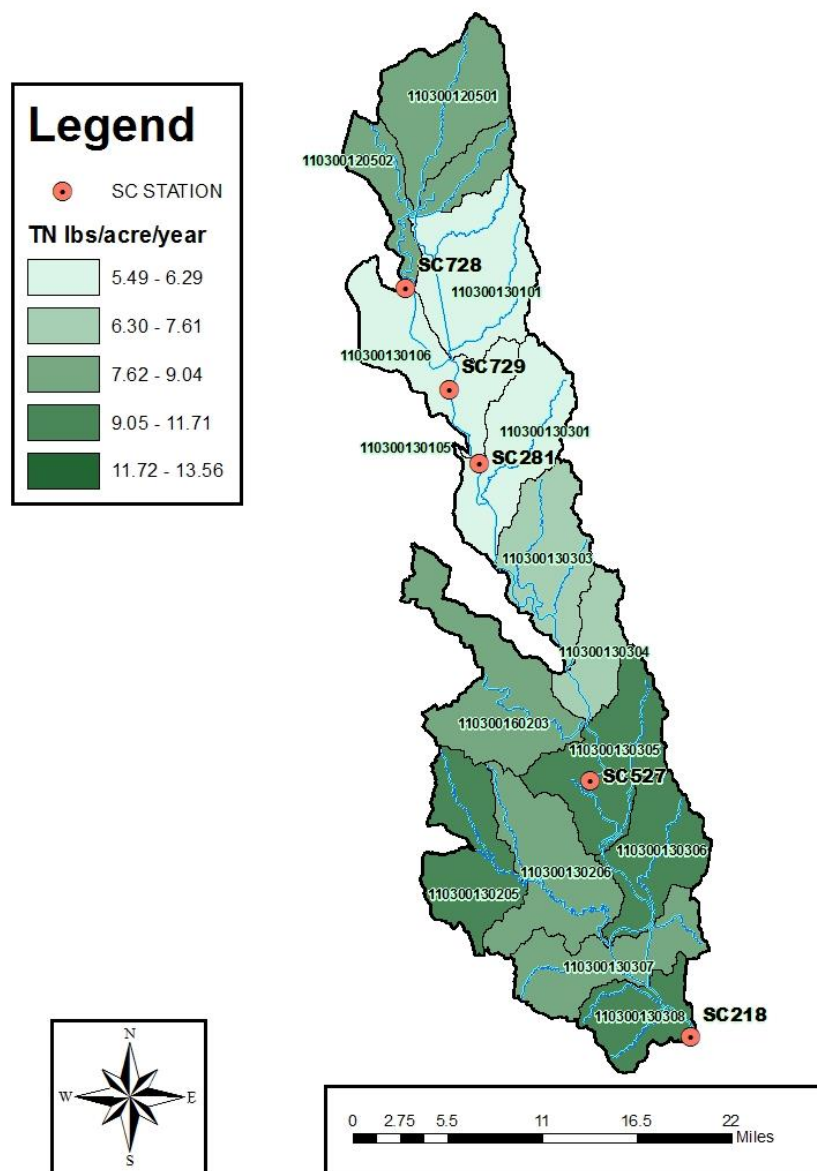 Legend
SC STATION
TN lbs/acre/year
5.49 - 6.29
6.30 - 7.61
7.62 - 9.04
9.05 - 11.71
11.72 - 13.56
110300120501
110300120502
SC728
110300130101
110300130106
SC729
110300130301
110300130105
SC281
110300130303
110300130304
110300160203
110300130305
SC527
110300130306
110300130206
110300130205
110300130307
110300130308
SC218
N
W
E
S
0 2.75 5.5 11 16.5 22
Miles